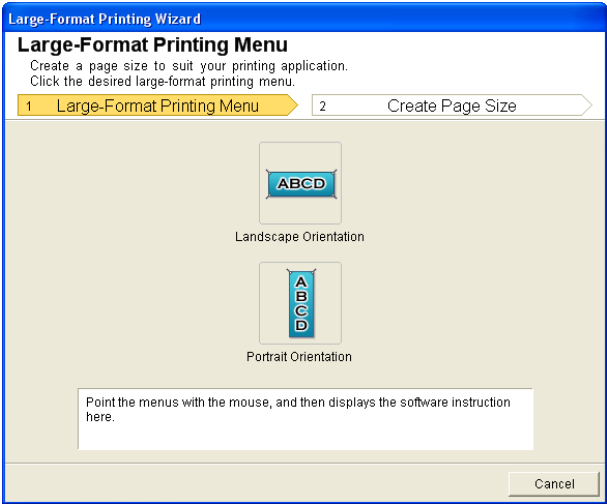 Large-Format Printing Wizard
Large-Format Printing Menu
Create a page size to suit your printing application.
Click the desired large-format printing menu.
1 Large-Format Printing Menu 2 Create Page Size
ABCD
Landscape Orientation
A
B
C
D
Portrait Orientation
Point the menus with the mouse, and then displays the software instruction
here.
Cancel